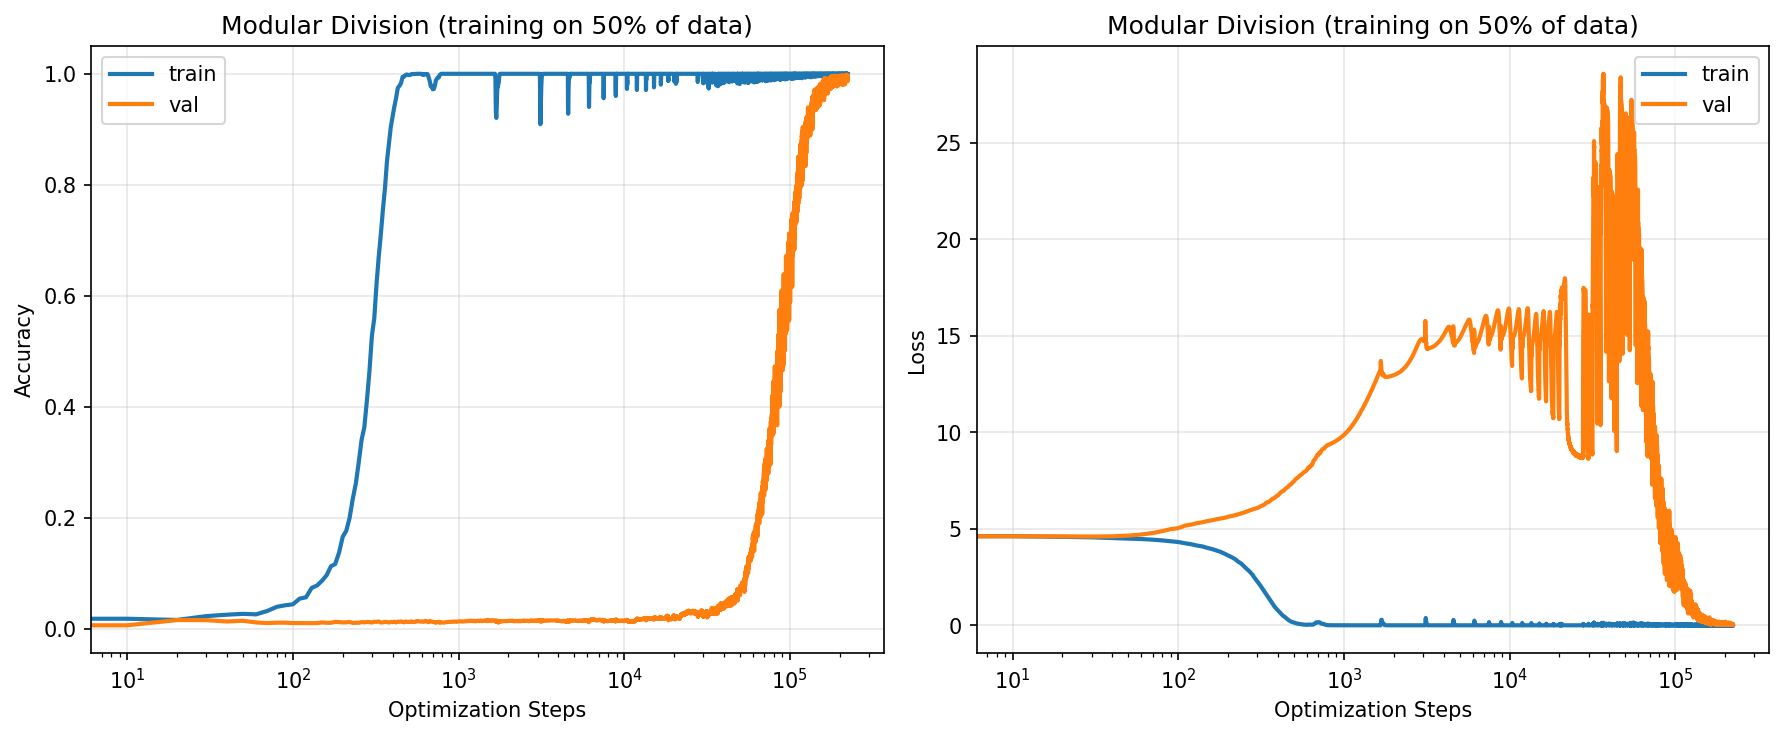 Modular Division (training on 50% of data)
train
val
1.0
0.8
0.6
0.4
0.2
0.0
Accuracy
10¹
10²
10³
10⁴
10⁵
Optimization Steps
Modular Division (training on 50% of data)
train
val
25
20
15
10
5
0
Loss
10¹
10²
10³
10⁴
10⁵
Optimization Steps